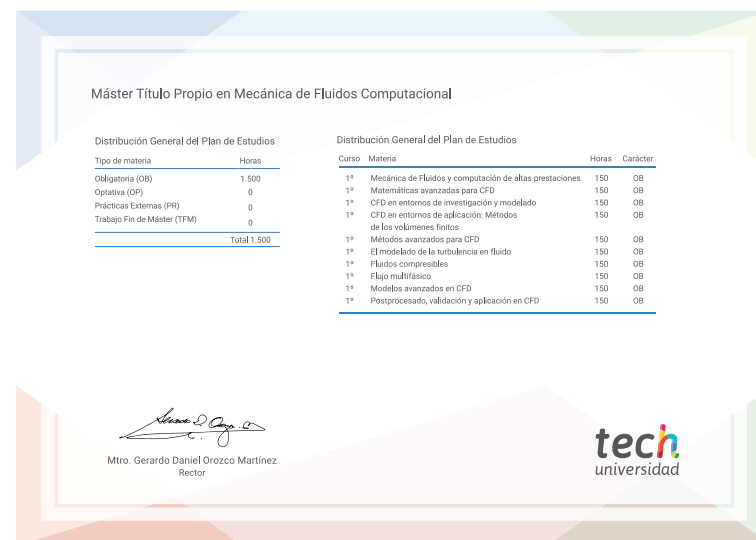 Máster Título Propio en Mecánica de Fluidos Computacional
Distribución General del Plan de Estudios
Tipo de materia Horas
Obligatoria (OB) 1.500
Optativa (OP) 0
Prácticas Externas (PR) 0
Trabajo Fin de Máster (TFM) 0
Total 1.500
Distribución General del Plan de Estudios
Curso Materia Horas Carácter
1º Mecánica de Fluidos y computación de altas prestaciones 150 OB
1º Matemáticas avanzadas para CFD 150 OB
1º CFD en entornos de investigación y modelado 150 OB
1º CFD en entornos de aplicación: Métodos 150 OB
de los volúmenes finitos
1º Métodos avanzados para CFD 150 OB
1º El modelado de la turbulencia en fluido 150 OB
1º Fluidos compresibles 150 OB
1º Flujo multifásico 150 OB
1º Modelos avanzados en CFD 150 OB
1º Postprocesado, validación y aplicación en CFD 150 OB
Mtro. Gerardo Daniel Orozco Martínez
Rector
tech
universidad